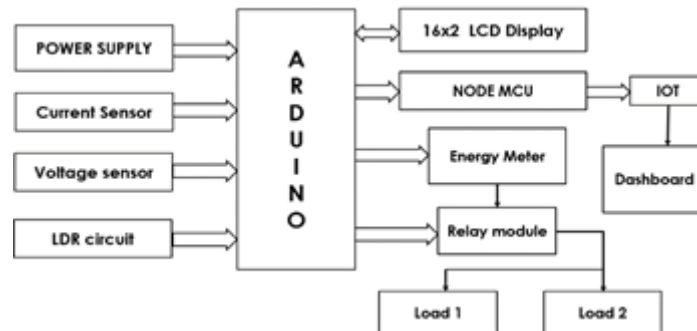 POWER SUPPLY
Current Sensor
Voltage sensor
LDR circuit
ARDUINO
16x2 LCD Display
NODE MCU
IOT
Energy Meter
Dashboard
Relay module
Load 1
Load 2